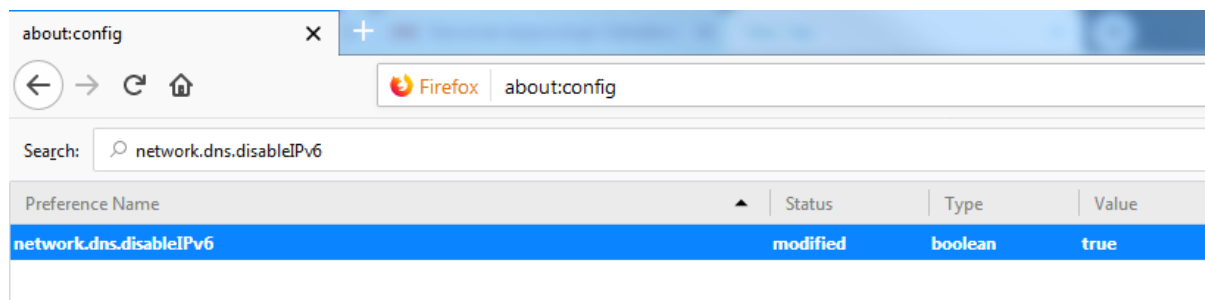 about:config
Firefox about:config
Search: network.dns.disableIPv6
Preference Name Status Type Value
network.dns.disableIPv6 modified boolean true